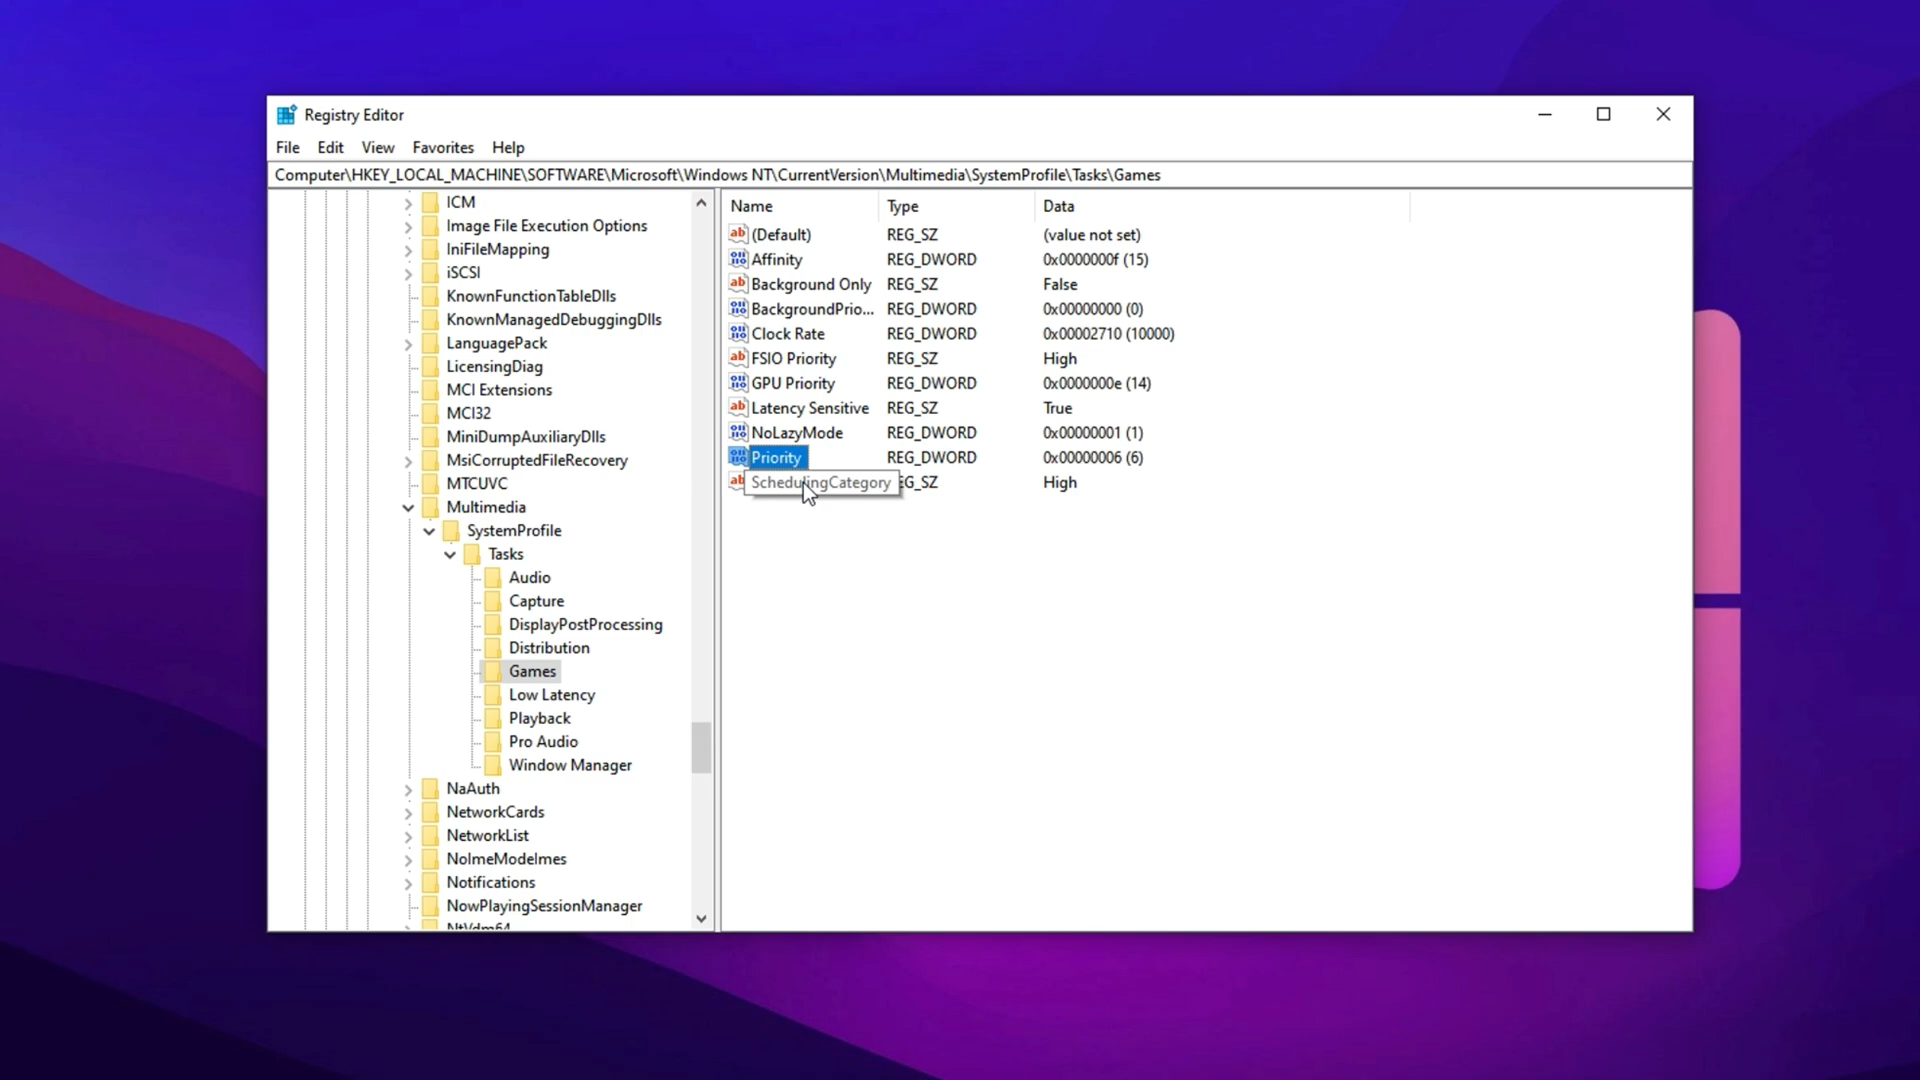 Registry Editor
File Edit View Favorites Help
Computer\HKEY_LOCAL_MACHINE\SOFTWARE\Microsoft\Windows NT\CurrentVersion\Multimedia\SystemProfile\Tasks\Games
ICM
Image File Execution Options
IniFileMapping
iSCSI
KnownFunctionTableDlls
KnownManagedDebuggingDlls
LanguagePack
LicensingDiag
MCI Extensions
MCI32
MiniDumpAuxiliaryDlls
MsiCorruptedFileRecovery
MTCUVC
Multimedia
SystemProfile
Tasks
Audio
Capture
DisplayPostProcessing
Distribution
Games
Low Latency
Playback
Pro Audio
Window Manager
NaAuth
NetworkCards
NetworkList
NoImeModeImes
Notifications
NowPlayingSessionManager
NtVdm64
Name Type Data
(Default) REG_SZ (value not set)
Affinity REG_DWORD 0x0000000f (15)
Background Only REG_SZ False
BackgroundPrio... REG_DWORD 0x00000000 (0)
Clock Rate REG_DWORD 0x00002710 (10000)
FSIO Priority REG_SZ High
GPU Priority REG_DWORD 0x0000000e (14)
Latency Sensitive REG_SZ True
NoLazyMode REG_DWORD 0x00000001 (1)
Priority REG_DWORD 0x00000006 (6)
SchedulingCategory EG_SZ High